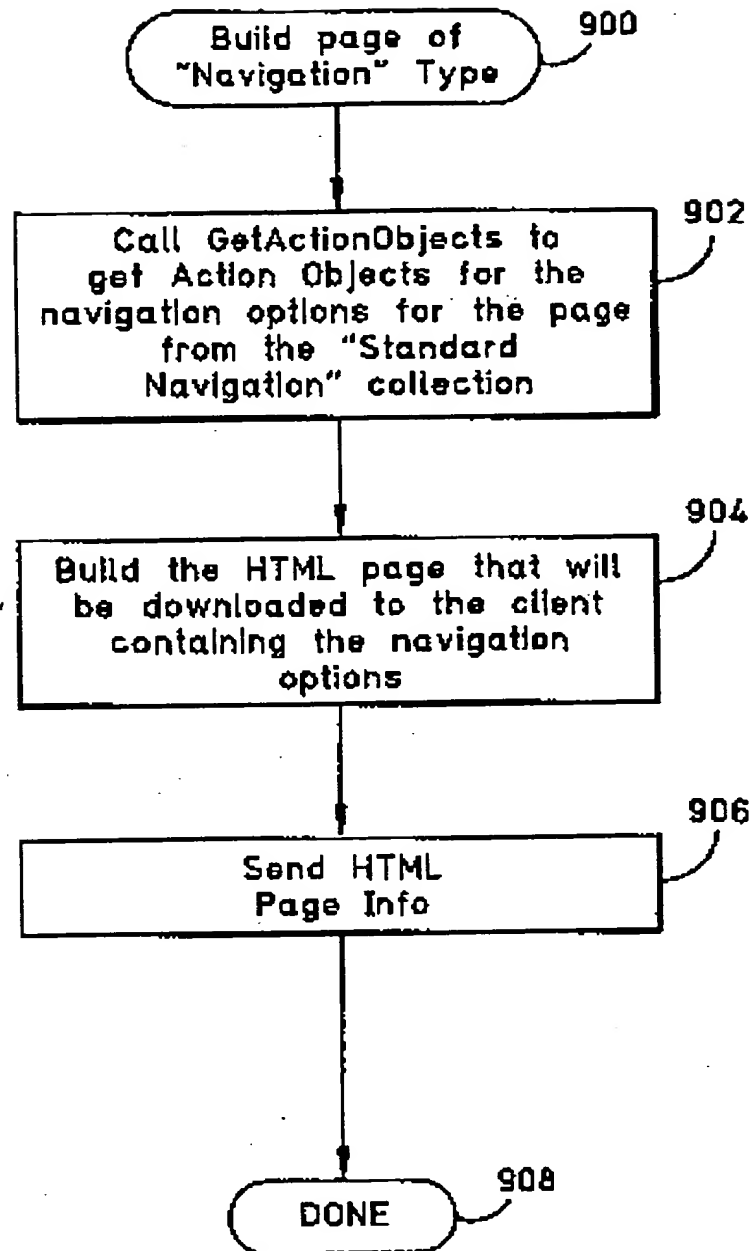 Build page of
"Navigation" Type
900
902
Call GetActionObjects to
get Action Objects for the
navigation options for the page
from the "Standard
Navigation" collection
904
Build the HTML page that will
be downloaded to the client
containing the navigation
options
906
Send HTML
Page Info
908
DONE